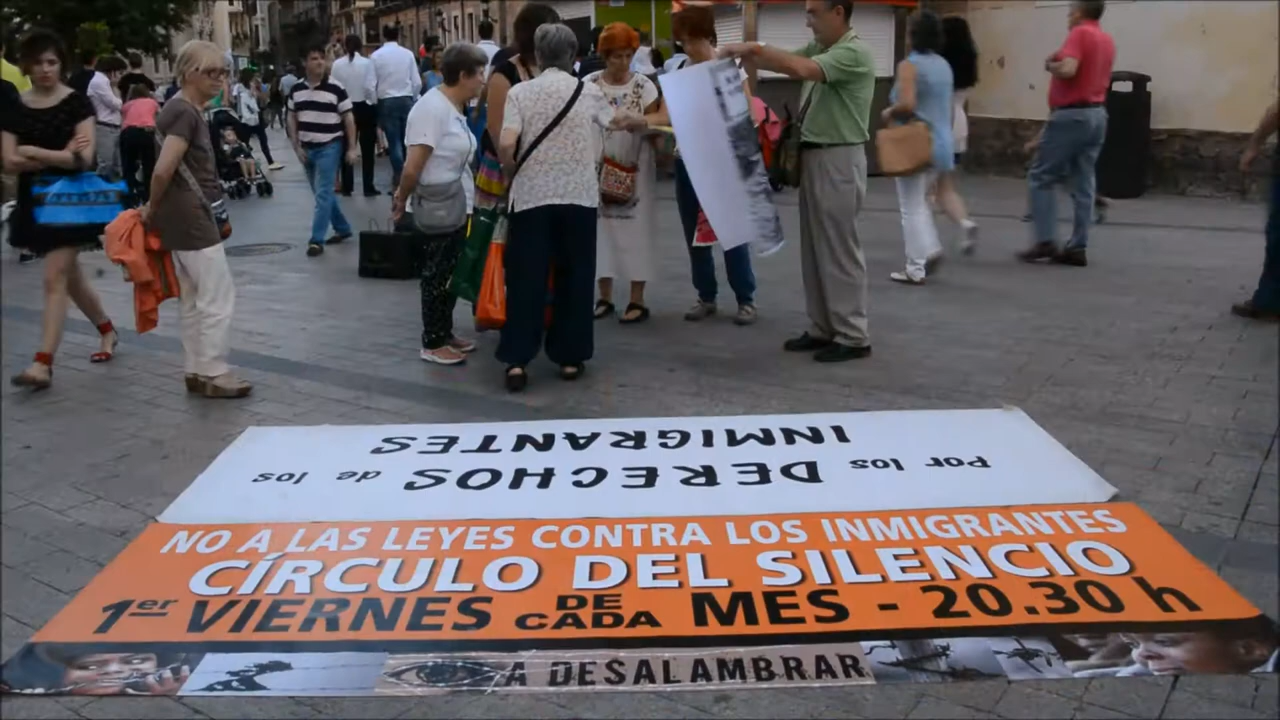 Por los DERECHOS de los
INMIGRANTES
NO A LAS LEYES CONTRA LOS INMIGRANTES
CÍRCULO DEL SILENCIO
1er VIERNES DE CADA MES - 20.30 h
A DESALAMBRAR